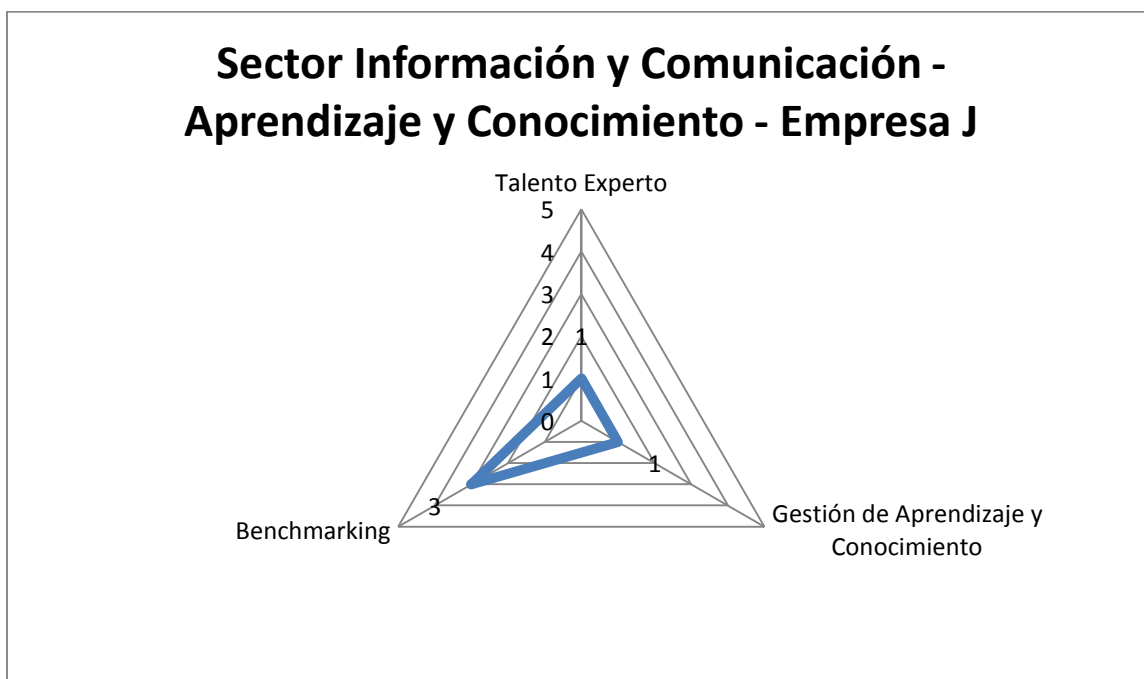 Sector Información y Comunicación -
Aprendizaje y Conocimiento - Empresa J
Talento Experto
5
4
3
2
1
1
0
1
3
Benchmarking
Gestión de Aprendizaje y
Conocimiento